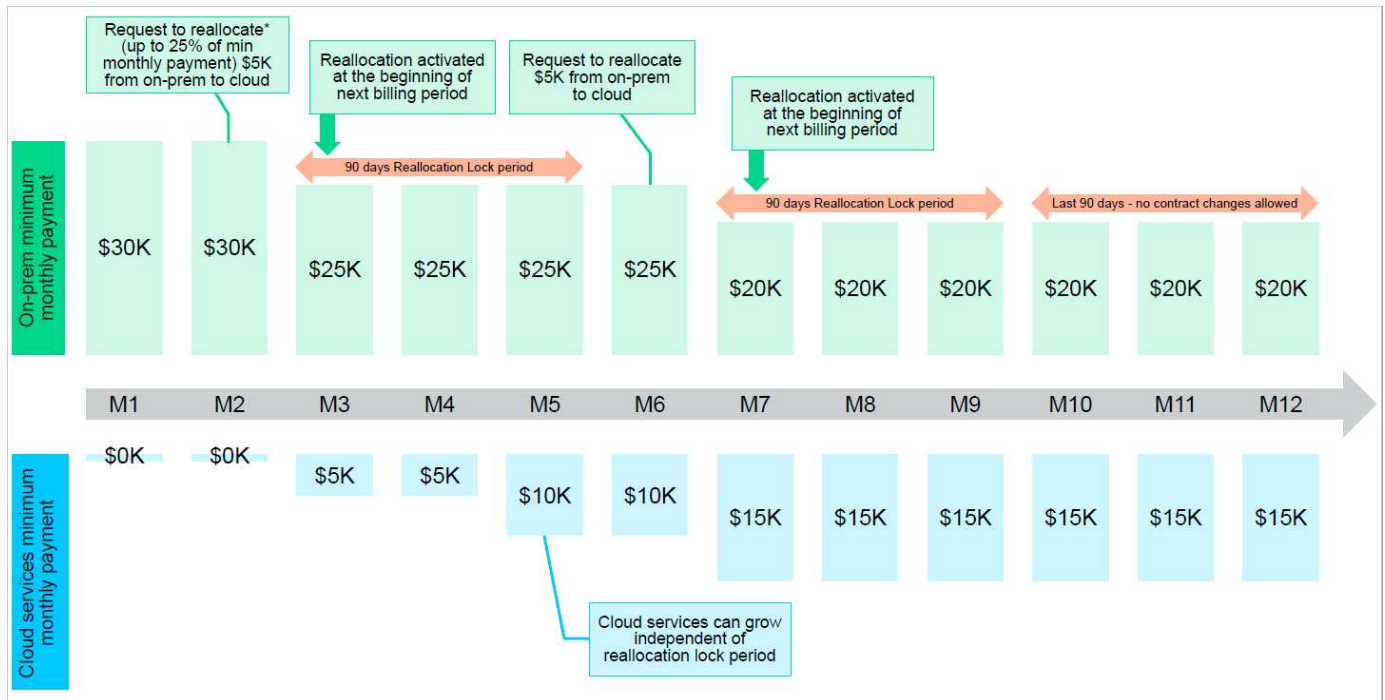 Request to reallocate*
(up to 25% of min
monthly payment) $5K
from on-prem to cloud
Reallocation activated
at the beginning of
next billing period
Request to reallocate
$5K from on-prem
to cloud
Reallocation activated
at the beginning of
next billing period
On-prem minimum
monthly payment
90 days Reallocation Lock period
90 days Reallocation Lock period
Last 90 days - no contract changes allowed
$30K $30K $25K $25K $25K $25K $20K $20K $20K $20K $20K $20K
M1 M2 M3 M4 M5 M6 M7 M8 M9 M10 M11 M12
Cloud services minimum
monthly payment
$0K $0K $5K $5K $10K $10K $15K $15K $15K $15K $15K $15K
Cloud services can grow
independent of
reallocation lock period